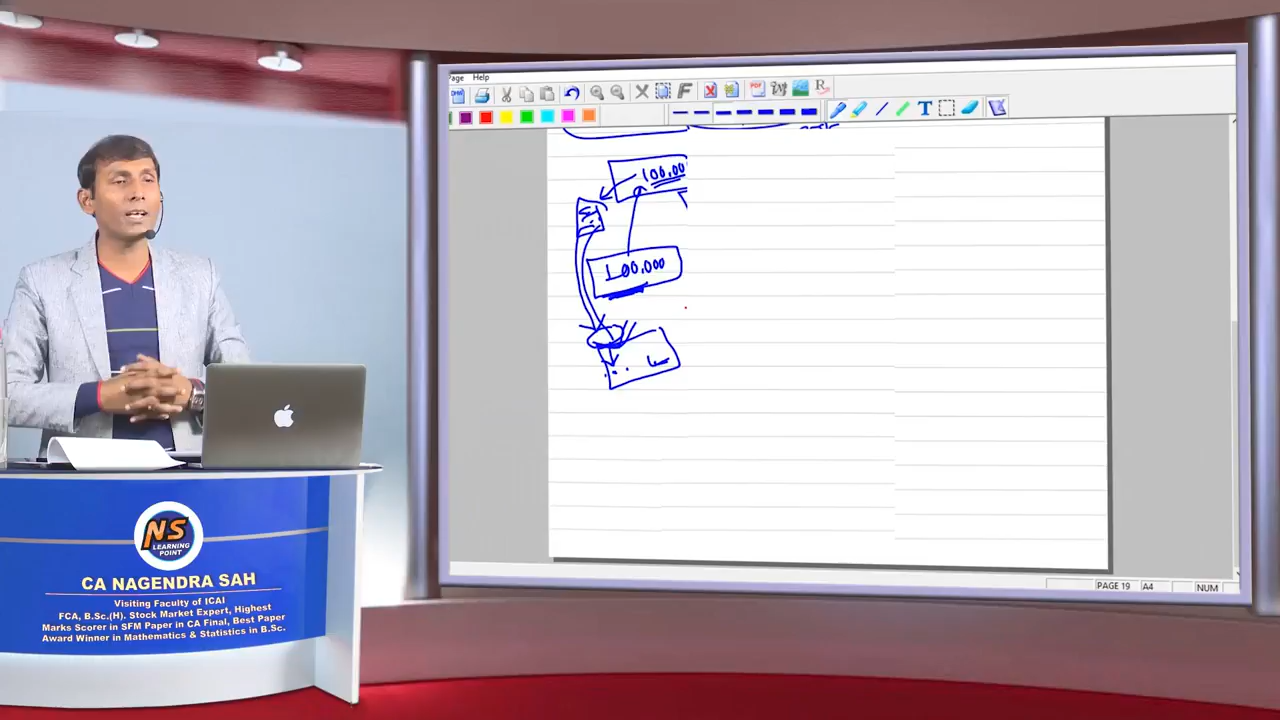 Page Help
100.00
100.000
PAGE 19 A4 NUM
NS
LEARNING
POINT
CA NAGENDRA SAH
Visiting Faculty of ICAI
FCA, B.Sc.(H). Stock Market Expert, Highest
Marks Scorer in SFM Paper in CA Final, Best Paper
Award Winner in Mathematics & Statistics in B.Sc.